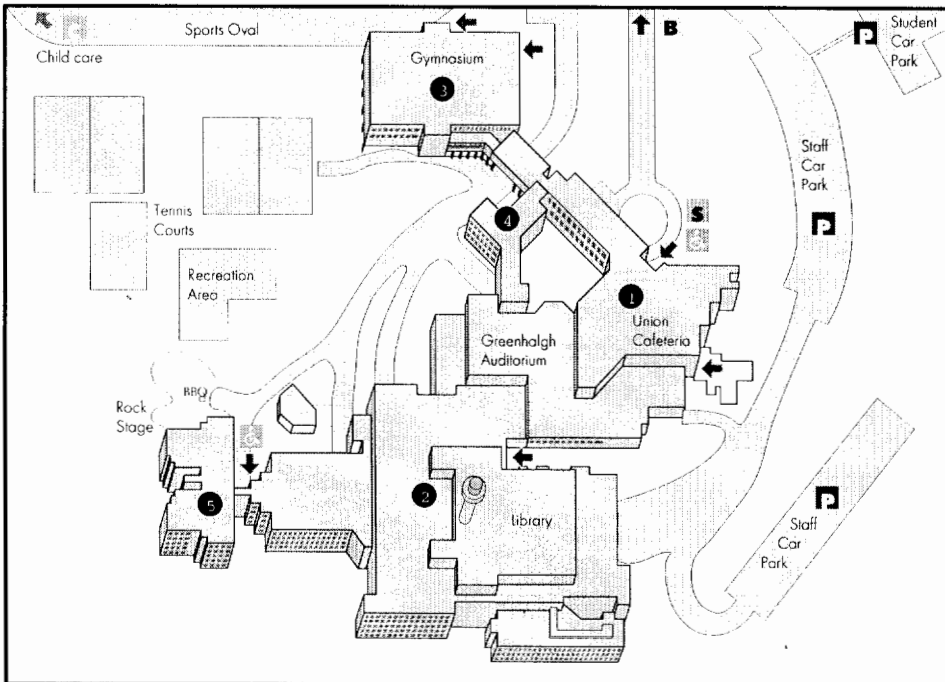 Sports Oval
Child care
Gymnasium
3
B
P
Student
Car
Park
Staff
Car
Park
P
S
4
Tennis
Courts
Recreation
Area
1
Union
Cafeteria
Greenhalgh
Auditorium
BBQ
Rock
Stage
5
2
Library
P
Staff
Car
Park